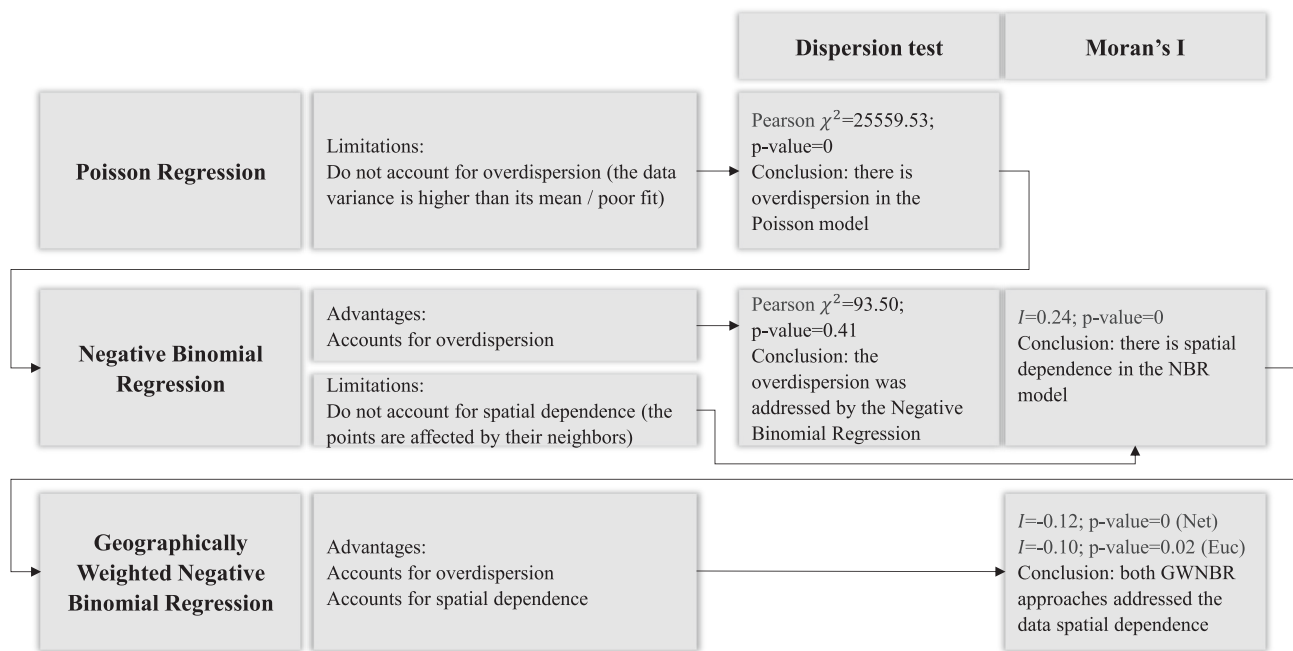 Dispersion test
Moran's I
Poisson Regression
Limitations:
Do not account for overdispersion (the data
variance is higher than its mean / poor fit)
Pearson χ²=25559.53;
p-value=0
Conclusion: there is
overdispersion in the
Poisson model
Negative Binomial
Regression
Advantages:
Accounts for overdispersion
Limitations:
Do not account for spatial dependence (the
points are affected by their neighbors)
Pearson χ²=93.50;
p-value=0.41
Conclusion: the
overdispersion was
addressed by the Negative
Binomial Regression
I=0.24; p-value=0
Conclusion: there is spatial
dependence in the NBR
model
Geographically
Weighted Negative
Binomial Regression
Advantages:
Accounts for overdispersion
Accounts for spatial dependence
I=-0.12; p-value=0 (Net)
I=-0.10; p-value=0.02 (Euc)
Conclusion: both GWNBR
approaches addressed the
data spatial dependence